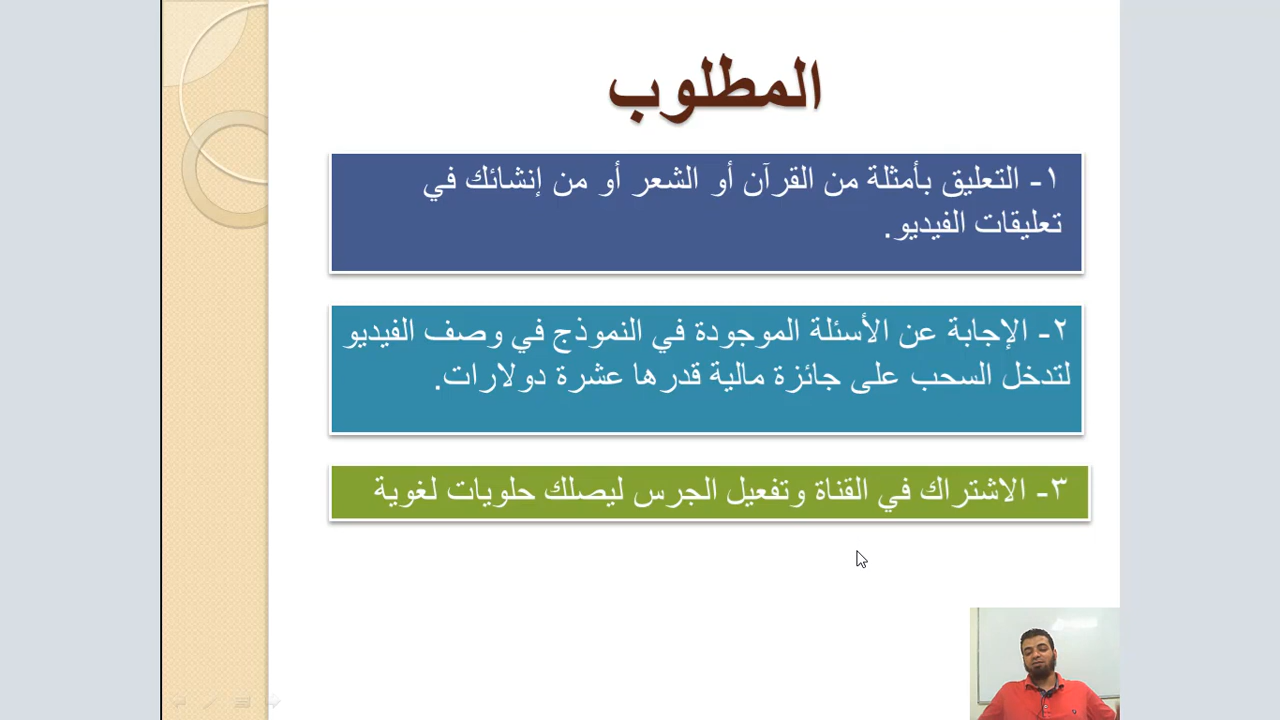 المطلوب
١- التعليق بأمثلة من القرآن أو الشعر أو من إنشائك في
تعليقات الفيديو.
٢- الإجابة عن الأسئلة الموجودة في النموذج في وصف الفيديو
لتدخل السحب على جائزة مالية قدرها عشرة دولارات.
٣- الاشتراك في القناة وتفعيل الجرس ليصلك حلويات لغوية